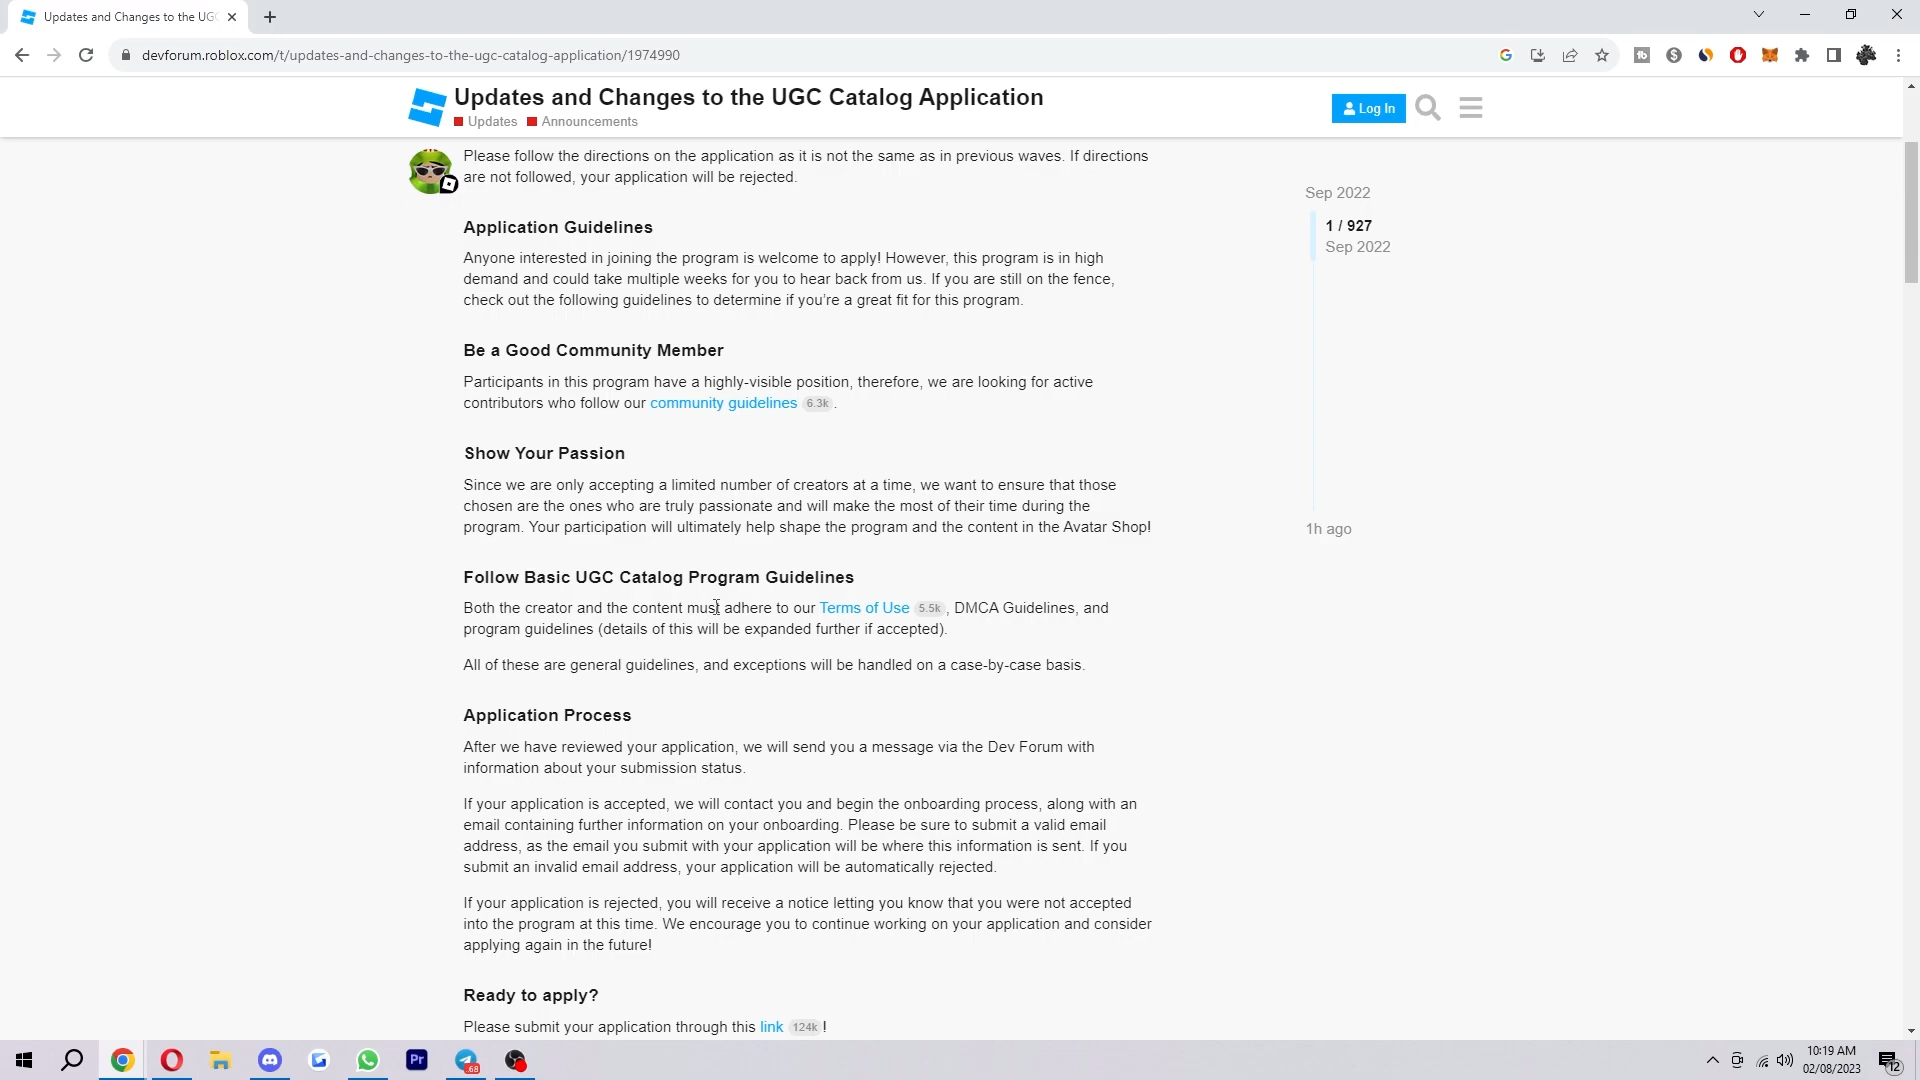 Updates and Changes to the UGC
devforum.roblox.com/t/updates-and-changes-to-the-ugc-catalog-application/1974990
Updates and Changes to the UGC Catalog Application
Updates Announcements
Log In
Please follow the directions on the application as it is not the same as in previous waves. If directions
are not followed, your application will be rejected.
Sep 2022
1 / 927
Sep 2022
1h ago
Application Guidelines
Anyone interested in joining the program is welcome to apply! However, this program is in high
demand and could take multiple weeks for you to hear back from us. If you are still on the fence,
check out the following guidelines to determine if you’re a great fit for this program.
Be a Good Community Member
Participants in this program have a highly-visible position, therefore, we are looking for active
contributors who follow our community guidelines 6.3k .
Show Your Passion
Since we are only accepting a limited number of creators at a time, we want to ensure that those
chosen are the ones who are truly passionate and will make the most of their time during the
program. Your participation will ultimately help shape the program and the content in the Avatar Shop!
Follow Basic UGC Catalog Program Guidelines
Both the creator and the content must adhere to our Terms of Use 5.5k , DMCA Guidelines, and
program guidelines (details of this will be expanded further if accepted).
All of these are general guidelines, and exceptions will be handled on a case-by-case basis.
Application Process
After we have reviewed your application, we will send you a message via the Dev Forum with
information about your submission status.
If your application is accepted, we will contact you and begin the onboarding process, along with an
email containing further information on your onboarding. Please be sure to submit a valid email
address, as the email you submit with your application will be where this information is sent. If you
submit an invalid email address, your application will be automatically rejected.
If your application is rejected, you will receive a notice letting you know that you were not accepted
into the program at this time. We encourage you to continue working on your application and consider
applying again in the future!
Ready to apply?
Please submit your application through this link 124k !
Pr
.68
10:19 AM
02/08/2023
12